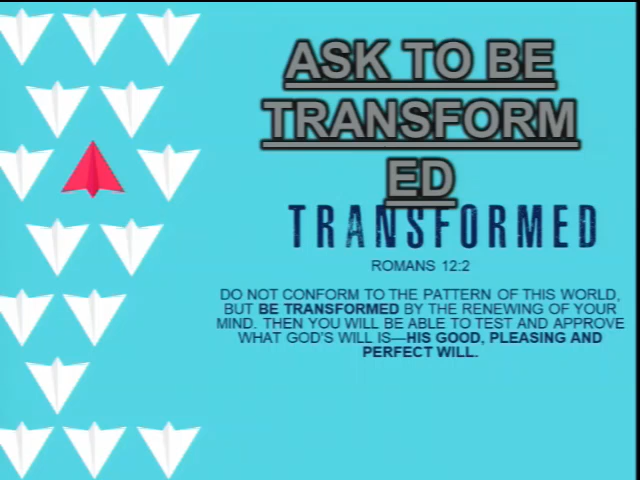 ASK TO BE
TRANSFORM
ED
TRANSFORMED
ROMANS 12:2
DO NOT CONFORM TO THE PATTERN OF THIS WORLD,
BUT BE TRANSFORMED BY THE RENEWING OF YOUR
MIND. THEN YOU WILL BE ABLE TO TEST AND APPROVE
WHAT GOD'S WILL IS—HIS GOOD, PLEASING AND
PERFECT WILL.